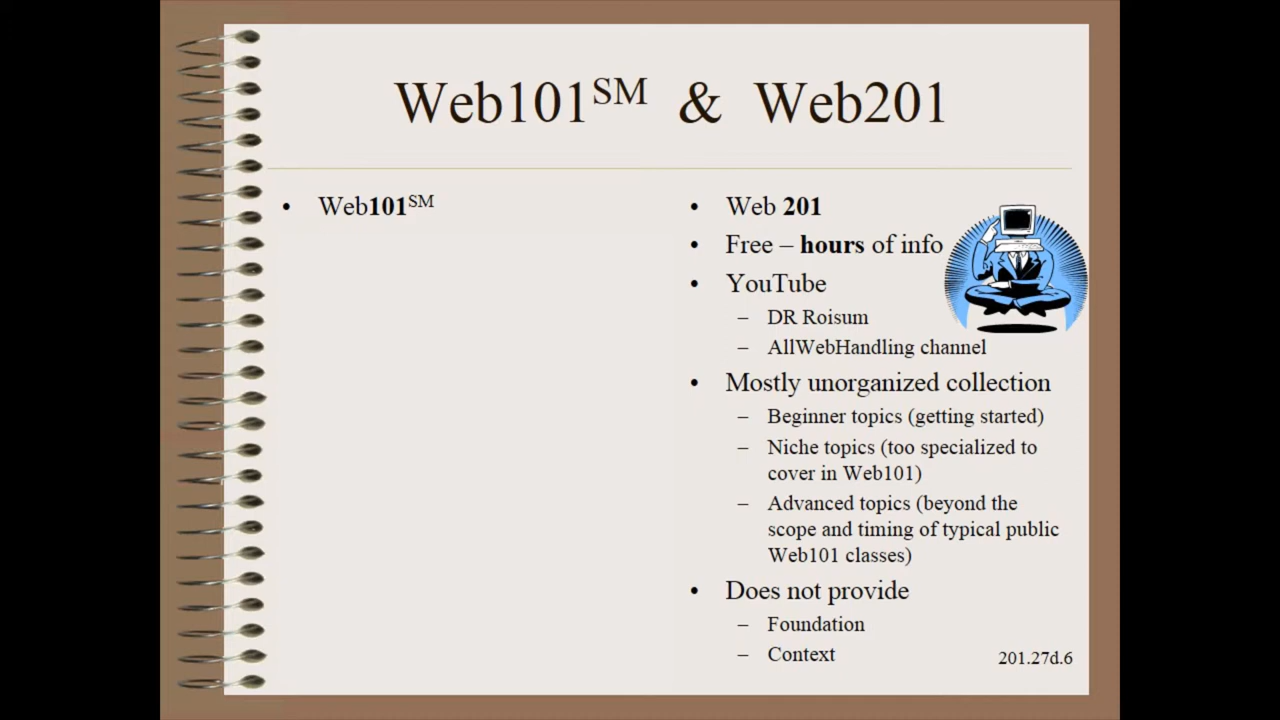 Web101SM & Web201
• Web101SM
• Web 201
• Free – hours of info
• YouTube
– DR Roisum
– AllWebHandling channel
• Mostly unorganized collection
– Beginner topics (getting started)
– Niche topics (too specialized to
cover in Web101)
– Advanced topics (beyond the
scope and timing of typical public
Web101 classes)
• Does not provide
– Foundation
– Context
201.27d.6